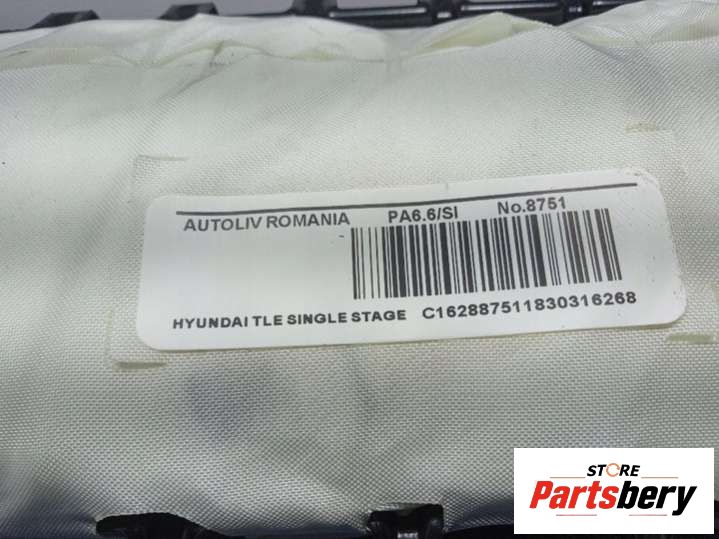 AUTOLIV ROMANIA PA6.6/SI No.8751
HYUNDAI TLE SINGLE STAGE C162887511830316268
STORE
Partsbery